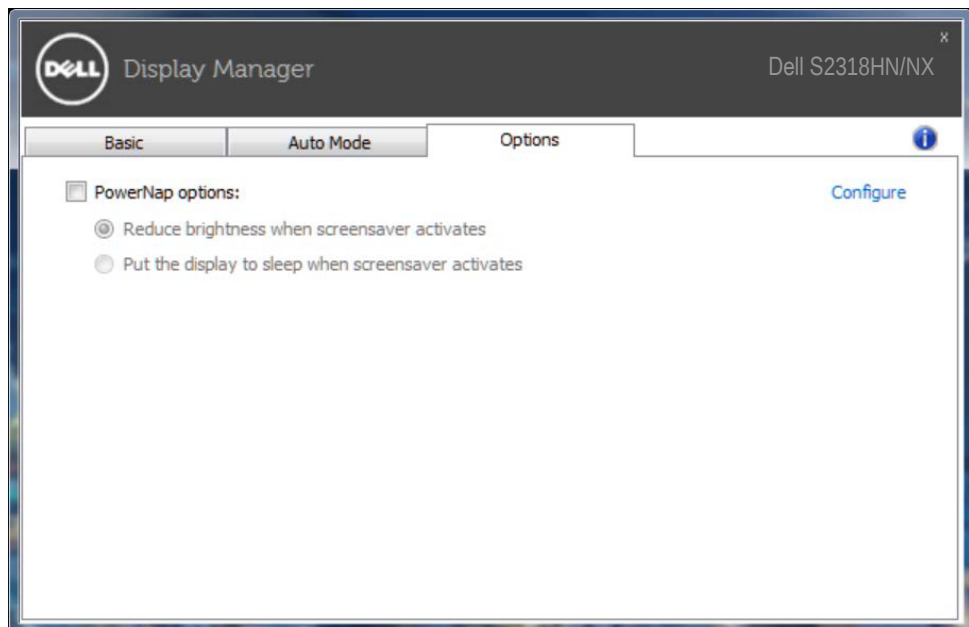 DELL Display Manager
x
Dell S2318HN/NX
Basic Auto Mode Options i
PowerNap options: Configure
Reduce brightness when screensaver activates
Put the display to sleep when screensaver activates